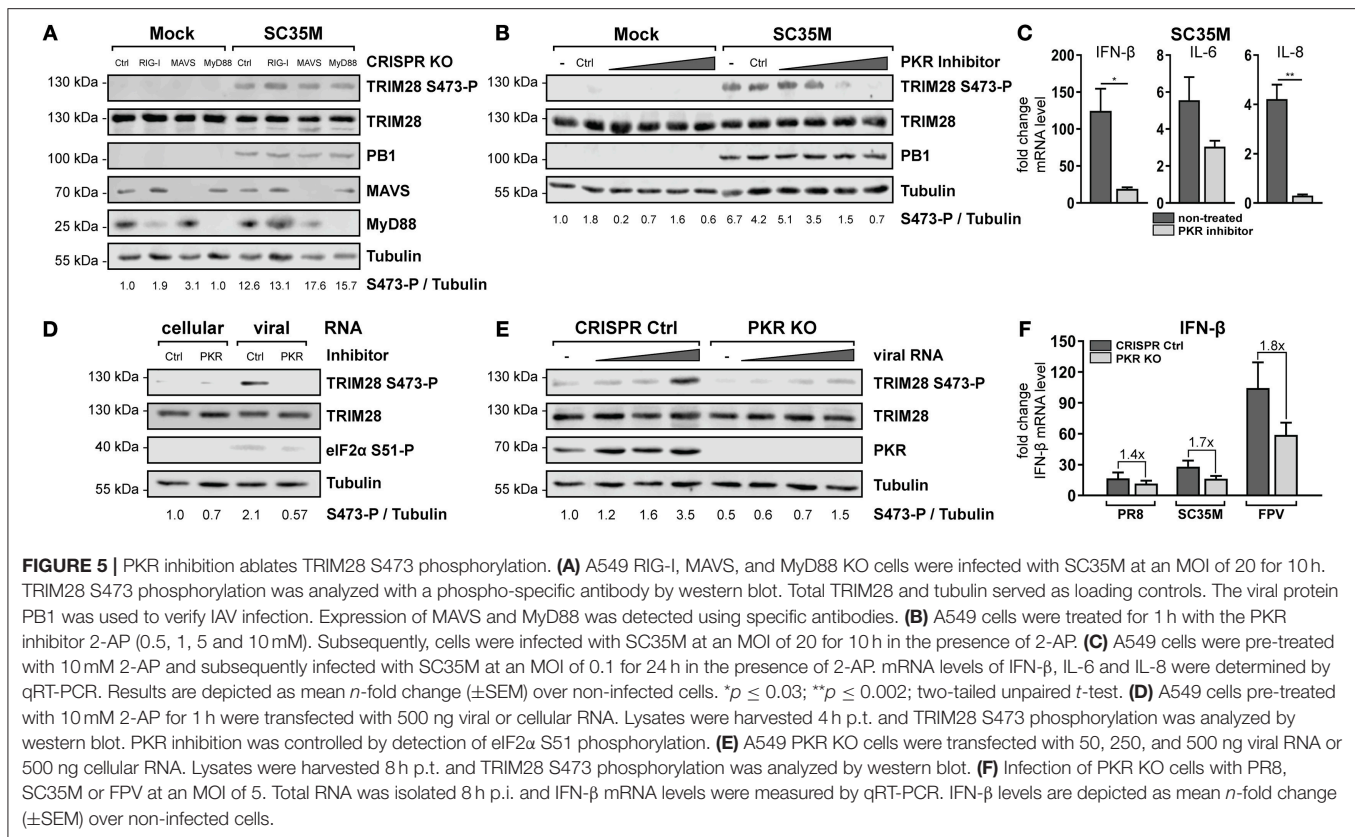 A
Mock SC35M
Ctrl RIG-I MAVS MyD88 Ctrl RIG-I MAVS MyD88 CRISPR KO
130 kDa - TRIM28 S473-P
130 kDa - TRIM28
100 kDa - PB1
70 kDa - MAVS
25 kDa - MyD88
55 kDa - Tubulin
1.0 1.9 3.1 1.0 12.6 13.1 17.6 15.7 S473-P / Tubulin
B
Mock SC35M
- Ctrl - Ctrl PKR Inhibitor
130 kDa - TRIM28 S473-P
130 kDa - TRIM28
100 kDa - PB1
55 kDa - Tubulin
1.0 1.8 0.2 0.7 1.6 0.6 6.7 4.2 5.1 3.5 1.5 0.7 S473-P / Tubulin
C
SC35M
IFN-β IL-6 IL-8
fold change
mRNA level
200
150
100
50
0
*
8
6
4
2
0
6
4
2
0
**
non-treated
PKR inhibitor
D
cellular viral RNA
Ctrl PKR Ctrl PKR Inhibitor
130 kDa - TRIM28 S473-P
130 kDa - TRIM28
40 kDa - eIF2α S51-P
55 kDa - Tubulin
1.0 0.7 2.1 0.57 S473-P / Tubulin
E
CRISPR Ctrl PKR KO
- - viral RNA
130 kDa - TRIM28 S473-P
130 kDa - TRIM28
70 kDa - PKR
55 kDa - Tubulin
1.0 1.2 1.6 3.5 0.5 0.6 0.7 1.5 S473-P / Tubulin
F
IFN-β
CRISPR Ctrl
PKR KO
fold change
IFN-β mRNA level
150
120
90
60
30
0
1.4x
1.7x
1.8x
PR8 SC35M FPV
FIGURE 5 | PKR inhibition ablates TRIM28 S473 phosphorylation. (A) A549 RIG-I, MAVS, and MyD88 KO cells were infected with SC35M at an MOI of 20 for 10 h.
TRIM28 S473 phosphorylation was analyzed with a phospho-specific antibody by western blot. Total TRIM28 and tubulin served as loading controls. The viral protein
PB1 was used to verify IAV infection. Expression of MAVS and MyD88 was detected using specific antibodies. (B) A549 cells were treated for 1 h with the PKR
inhibitor 2-AP (0.5, 1, 5 and 10 mM). Subsequently, cells were infected with SC35M at an MOI of 20 for 10 h in the presence of 2-AP. (C) A549 cells were pre-treated
with 10 mM 2-AP and subsequently infected with SC35M at an MOI of 0.1 for 24 h in the presence of 2-AP. mRNA levels of IFN-β, IL-6 and IL-8 were determined by
qRT-PCR. Results are depicted as mean n-fold change (±SEM) over non-infected cells. *p ≤ 0.03; **p ≤ 0.002; two-tailed unpaired t-test. (D) A549 cells pre-treated
with 10 mM 2-AP for 1 h were transfected with 500 ng viral or cellular RNA. Lysates were harvested 4 h p.t. and TRIM28 S473 phosphorylation was analyzed by
western blot. PKR inhibition was controlled by detection of eIF2α S51 phosphorylation. (E) A549 PKR KO cells were transfected with 50, 250, and 500 ng viral RNA or
500 ng cellular RNA. Lysates were harvested 8 h p.t. and TRIM28 S473 phosphorylation was analyzed by western blot. (F) Infection of PKR KO cells with PR8,
SC35M or FPV at an MOI of 5. Total RNA was isolated 8 h p.i. and IFN-β mRNA levels were measured by qRT-PCR. IFN-β levels are depicted as mean n-fold change
(±SEM) over non-infected cells.